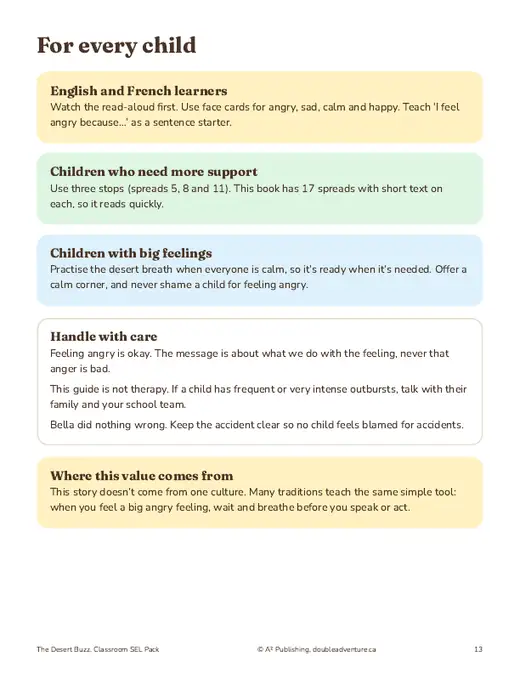 For every child
English and French learners
Watch the read-aloud first. Use face cards for angry, sad, calm and happy. Teach 'I feel
angry because...' as a sentence starter.
Children who need more support
Use three stops (spreads 5, 8 and 11). This book has 17 spreads with short text on
each, so it reads quickly.
Children with big feelings
Practise the desert breath when everyone is calm, so it's ready when it's needed. Offer a
calm corner, and never shame a child for feeling angry.
Handle with care
Feeling angry is okay. The message is about what we do with the feeling, never that
anger is bad.
This guide is not therapy. If a child has frequent or very intense outbursts, talk with their
family and your school team.
Bella did nothing wrong. Keep the accident clear so no child feels blamed for accidents.
Where this value comes from
This story doesn't come from one culture. Many traditions teach the same simple tool:
when you feel a big angry feeling, wait and breathe before you speak or act.
The Desert Buzz, Classroom SEL Pack
© A² Publishing, doubleadventure.ca
13